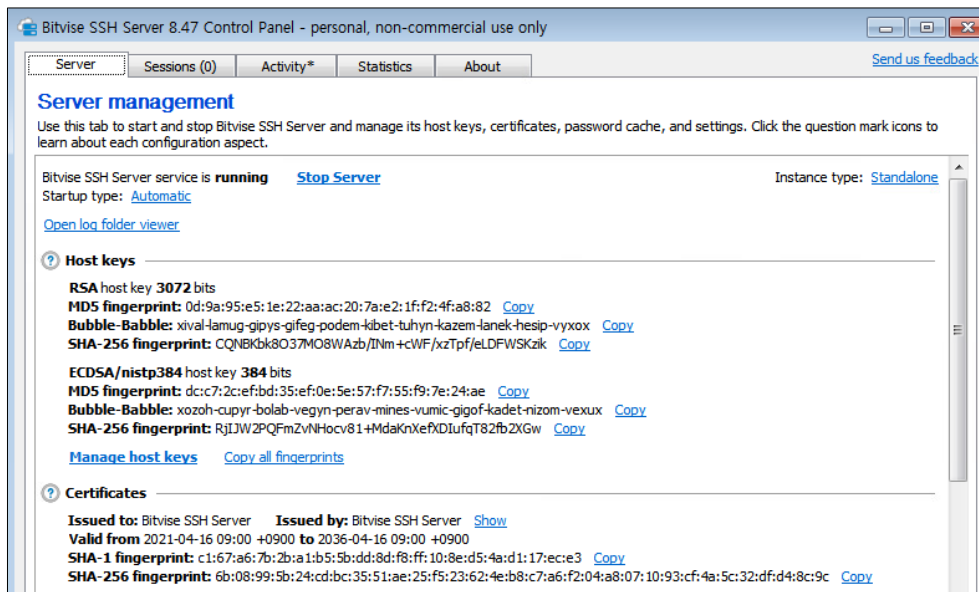 Bitvise SSH Server 8.47 Control Panel - personal, non-commercial use only
Server Sessions (0) Activity* Statistics About Send us feedback
Server management
Use this tab to start and stop Bitvise SSH Server and manage its host keys, certificates, password cache, and settings. Click the question mark icons to
learn about each configuration aspect.
Bitvise SSH Server service is running Stop Server Instance type: Standalone
Startup type: Automatic
Open log folder viewer
Host keys
RSA host key 3072 bits
MD5 fingerprint: 0d:9a:95:e5:1e:22:aa:ac:20:7a:e2:1f:f2:4f:a8:82 Copy
Bubble-Babble: xival-lamug-gipys-gifeg-podem-kibet-tuhyn-kazem-lanek-hesip-vyxox Copy
SHA-256 fingerprint: CQNBKbk8O37MO8WAzb/INm+cWF/xzTpf/eLDFWSKzik Copy
ECDSA/nistp384 host key 384 bits
MD5 fingerprint: dc:c7:2c:ef:bd:35:ef:0e:5e:57:f7:55:f9:7e:24:ae Copy
Bubble-Babble: xozoh-cupyr-bolab-vegyn-perav-mines-vumic-gigof-kadet-nizom-vexux Copy
SHA-256 fingerprint: RjIJW2PQFmZvNHocv81+MdaKnXefXDIufqT82fb2XGw Copy
Manage host keys Copy all fingerprints
Certificates
Issued to: Bitvise SSH Server Issued by: Bitvise SSH Server Show
Valid from 2021-04-16 09:00 +0900 to 2036-04-16 09:00 +0900
SHA-1 fingerprint: c1:67:a6:7b:2b:a1:b5:5b:dd:8d:f8:ff:10:8e:d5:4a:d1:17:ec:e3 Copy
SHA-256 fingerprint: 6b:08:99:5b:24:cd:bc:35:51:ae:25:f5:23:62:4e:b8:c7:a6:f2:04:a8:07:10:93:cf:4a:5c:32:df:d4:8c:9c Copy